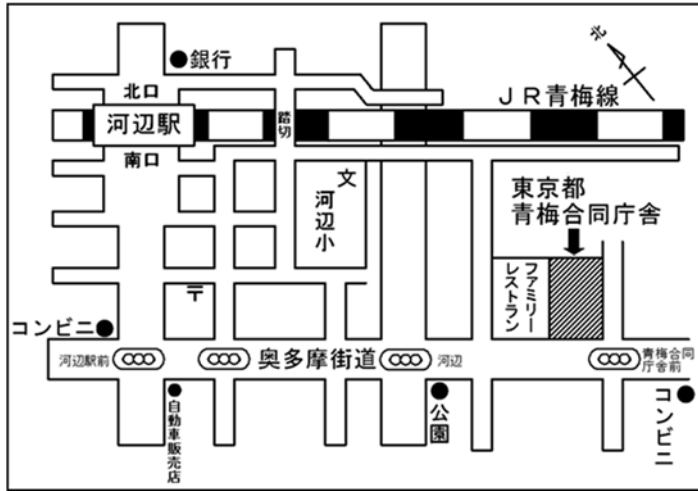 銀行
北
北口
JR青梅線
河辺駅
踏切
南口
文
河辺小
東京都
青梅合同庁舎
ファミリー
レストラン
〒
コンビニ
河辺駅前
奥多摩街道
河辺
青梅合同
庁舎前
自動車販売店
公園
コンビニ